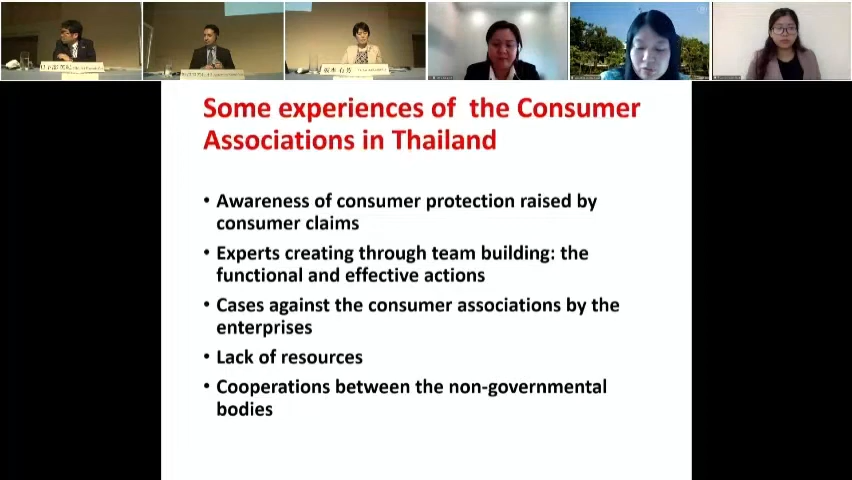 Some experiences of the Consumer
Associations in Thailand
• Awareness of consumer protection raised by
consumer claims
• Experts creating through team building: the
functional and effective actions
• Cases against the consumer associations by the
enterprises
• Lack of resources
• Cooperations between the non-governmental
bodies